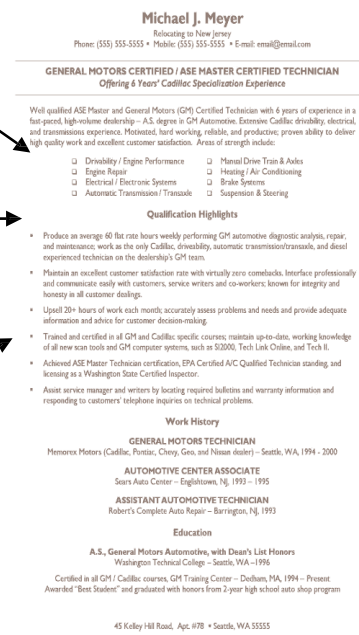 Michael J. Meyer
Relocating to New Jersey
Phone: (555) 555-5555 • Mobile: (555) 555-5555 • E-mail: email@email.com
GENERAL MOTORS CERTIFIED / ASE MASTER CERTIFIED TECHNICIAN
Offering 6 Years' Cadillac Specialization Experience
Well qualified ASE Master and General Motors (GM) Certified Technician with 6 years of experience in a
fast-paced, high-volume dealership – A.S. degree in GM Automotive. Extensive Cadillac drivability, electrical,
and transmissions experience. Motivated, hard working, reliable, and productive; proven ability to deliver
high quality work and excellent customer satisfaction. Areas of strength include:
❑ Drivability / Engine Performance ❑ Manual Drive Train & Axles
❑ Engine Repair ❑ Heating / Air Conditioning
❑ Electrical / Electronic Systems ❑ Brake Systems
❑ Automatic Transmission / Transaxle ❑ Suspension & Steering
Qualification Highlights
▪ Produce an average 60 flat rate hours weekly performing GM automotive diagnostic analysis, repair,
and maintenance; work as the only Cadillac, driveability, automatic transmission/transaxle, and diesel
experienced technician on the dealership's GM team.
▪ Maintain an excellent customer satisfaction rate with virtually zero comebacks. Interface professionally
and communicate easily with customers, service writers and co-workers; known for integrity and
honesty in all customer dealings.
▪ Upsell 20+ hours of work each month; accurately assess problems and needs and provide adequate
information and advice for customer decision-making.
▪ Trained and certified in all GM and Cadillac specific courses; maintain up-to-date, working knowledge
of all new scan tools and GM computer systems, such as SI2000, Tech Link Online, and Tech II.
▪ Achieved ASE Master Technician certification, EPA Certified A/C Qualified Technician standing, and
licensing as a Washington State Certified Inspector.
▪ Assist service manager and writers by locating required bulletins and warranty information and
responding to customers' telephone inquiries on technical problems.
Work History
GENERAL MOTORS TECHNICIAN
Memorex Motors (Cadillac, Pontiac, Chevy, Geo, and Nissan dealer) – Seattle, WA, 1994 - 2000
AUTOMOTIVE CENTER ASSOCIATE
Sears Auto Center – Englishtown, NJ, 1993 – 1995
ASSISTANT AUTOMOTIVE TECHNICIAN
Robert's Complete Auto Repair – Barrington, NJ, 1993
Education
A.S., General Motors Automotive, with Dean's List Honors
Washington Technical College – Seattle, WA –1996
Certified in all GM / Cadillac courses, GM Training Center – Dedham, MA, 1994 – Present
Awarded "Best Student" and graduated with honors from 2-year high school auto shop program
45 Kelley Hill Road, Apt. #78 • Seattle, WA 55555